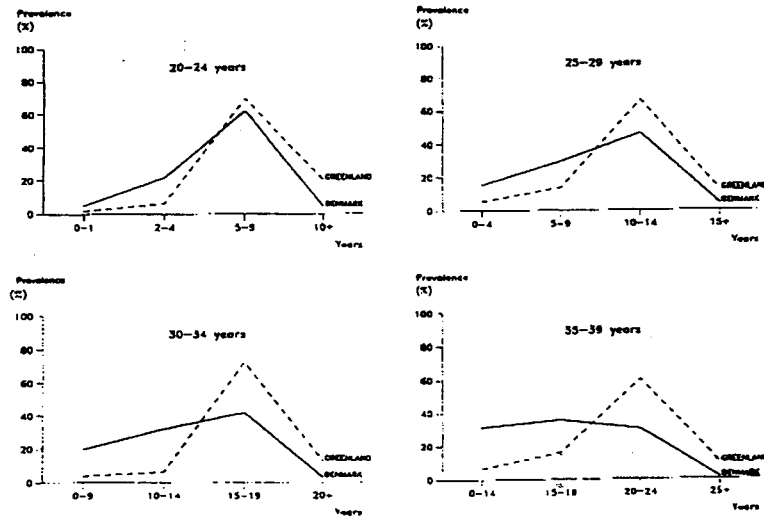 Prevalence
(%)
20-24 years
100
80
60
40
20
0
0-1
2-4
5-9
10+
Years
GREENLAND
DENMARK
Prevalence
(%)
25-29 years
100
80
60
40
20
0
0-4
5-9
10-14
15+
Years
GREENLAND
DENMARK
Prevalence
(%)
30-34 years
100
80
60
40
20
0
0-9
10-14
15-19
20+
Years
GREENLAND
DENMARK
Prevalence
(%)
35-39 years
100
80
60
40
20
0
0-14
15-19
20-24
25+
Years
GREENLAND
DENMARK